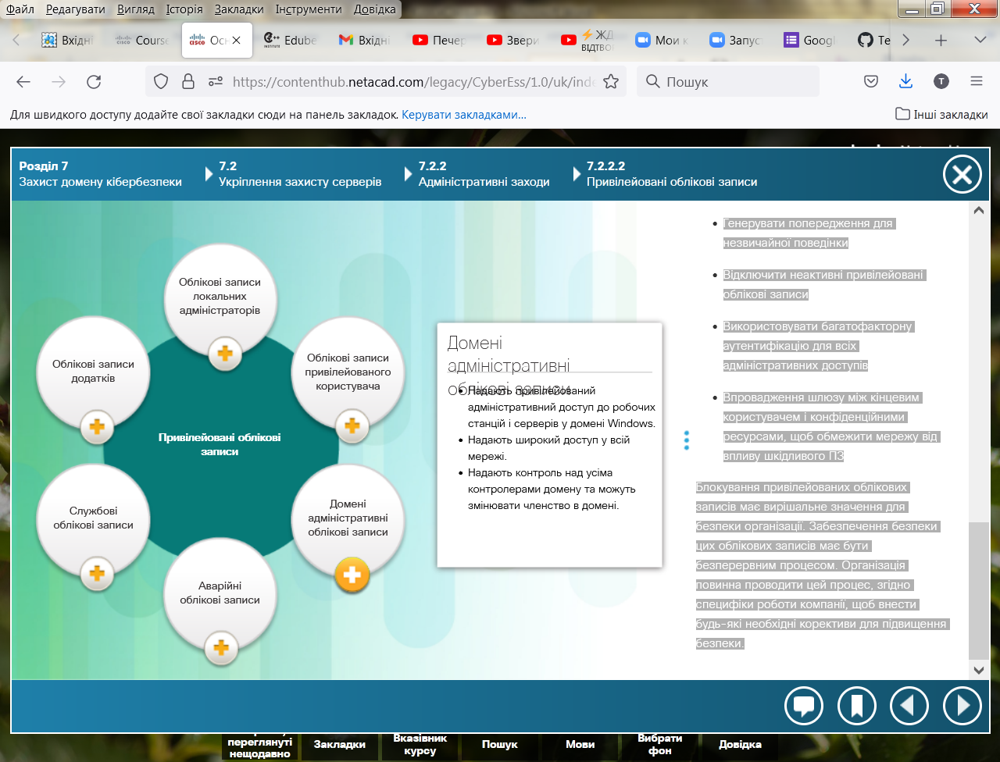 Файл Редагувати Вигляд Історія Закладки Інструменти Довідка
Вхідні Course Осн Edube Вхідні Печер Звери ЖД Мои к Запус Googl Te
ВІДТВО
https://contenthub.netacad.com/legacy/CyberEss/1.0/uk/inde
Пошук
T
Для швидкого доступу додайте свої закладки сюди на панель закладок. Керувати закладками...
Інші закладки
Розділ 7
Захист домену кібербезпеки
7.2
Укріплення захисту серверів
7.2.2
Адміністративні заходи
7.2.2.2
Привілейовані облікові записи
Облікові записи
локальних
адміністраторів
Облікові записи
додатків
Облікові записи
привілейованого
користувача
Привілейовані облікові
записи
Службові
облікові записи
Домені
адміністративні
облікові записи
Аварійні
облікові записи
Домені
адміністративні
облікові записи
Надають привілейований
адміністративний доступ до робочих
станцій і серверів у домені Windows.
Надають широкий доступ у всій
мережі.
Надають контроль над усіма
контролерами домену та можуть
змінювати членство в домені.
Генерувати попередження для
незвичайної поведінки
Відключити неактивні привілейовані
облікові записи
Використовувати багатофакторну
аутентифікацію для всіх
адміністративних доступів
Впровадження шлюзу між кінцевим
користувачем і конфіденційними
ресурсами, щоб обмежити мережу від
впливу шкідливого ПЗ
Блокування привілейованих облікових
записів має вирішальне значення для
безпеки організації. Забезпечення безпеки
цих облікових записів має бути
безперервним процесом. Організація
повинна проводити цей процес, згідно
специфіки роботи компанії, щоб внести
будь-які необхідні корективи для підвищення
безпеки.
переглянуті
нещодавно
Закладки
Вказівник
курсу
Пошук
Мови
Вибрати
фон
Довідка